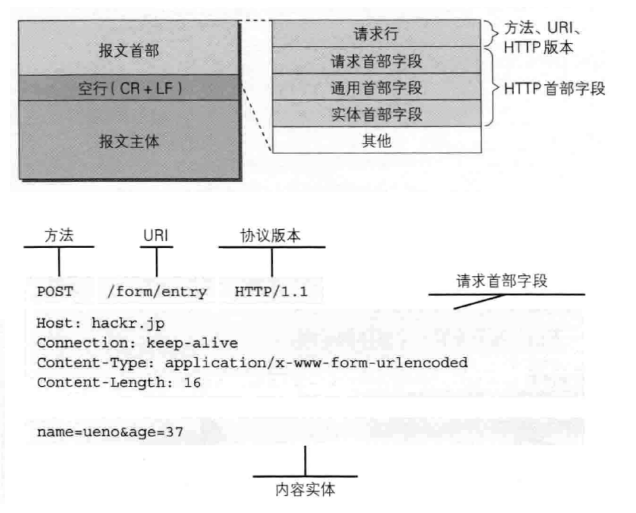 报文首部
空行(CR+LF)
报文主体
请求行
请求首部字段
通用首部字段
实体首部字段
其他
方法、URI、
HTTP版本
HTTP首部字段
方法 URI 协议版本
请求首部字段
POST /form/entry HTTP/1.1
Host: hackr.jp
Connection: keep-alive
Content-Type: application/x-www-form-urlencoded
Content-Length: 16
name=ueno&age=37
内容实体